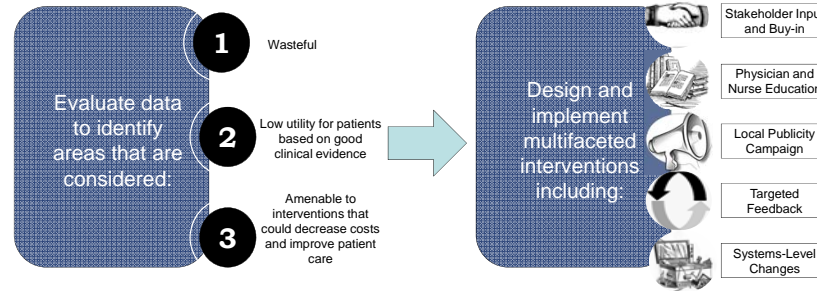 Evaluate data
to identify
areas that are
considered:
1
Wasteful
2
Low utility for patients
based on good
clinical evidence
3
Amenable to
interventions that
could decrease costs
and improve patient
care
Design and
implement
multifaceted
interventions
including:
Stakeholder Inpu
and Buy-in
Physician and
Nurse Education
Local Publicity
Campaign
Targeted
Feedback
Systems-Level
Changes